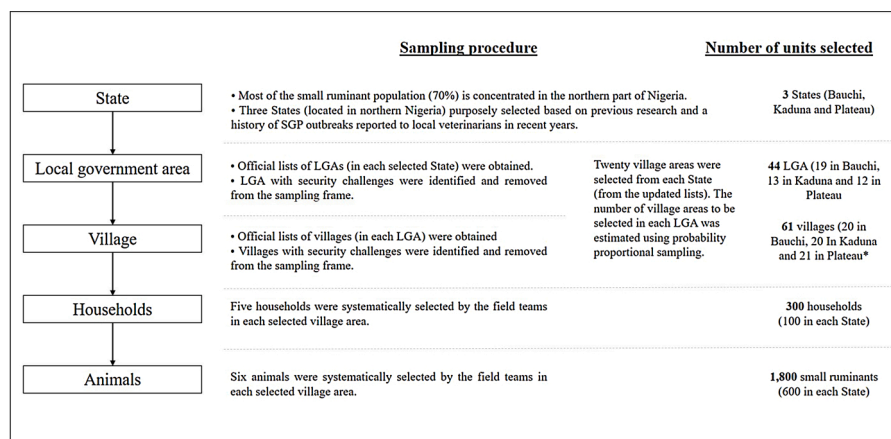 Sampling procedure
Number of units selected
State
• Most of the small ruminant population (70%) is concentrated in the northern part of Nigeria.
• Three States (located in northern Nigeria) purposely selected based on previous research and a
history of SGP outbreaks reported to local veterinarians in recent years.
3 States (Bauchi,
Kaduna and Plateau)
Local government area
• Official lists of LGAs (in each selected State) were obtained.
• LGA with security challenges were identified and removed
from the sampling frame.
Twenty village areas were
selected from each State
(from the updated lists). The
number of village areas to be
selected in each LGA was
estimated using probability
proportional sampling.
44 LGA (19 in Bauchi,
13 in Kaduna and 12 in
Plateau
Village
• Official lists of villages (in each LGA) were obtained
• Villages with security challenges were identified and removed
from the sampling frame.
61 villages (20 in
Bauchi, 20 In Kaduna
and 21 in Plateau*
Households
Five households were systematically selected by the field teams
in each selected village area.
300 households
(100 in each State)
Animals
Six animals were systematically selected by the field teams in
each selected village area.
1,800 small ruminants
(600 in each State)